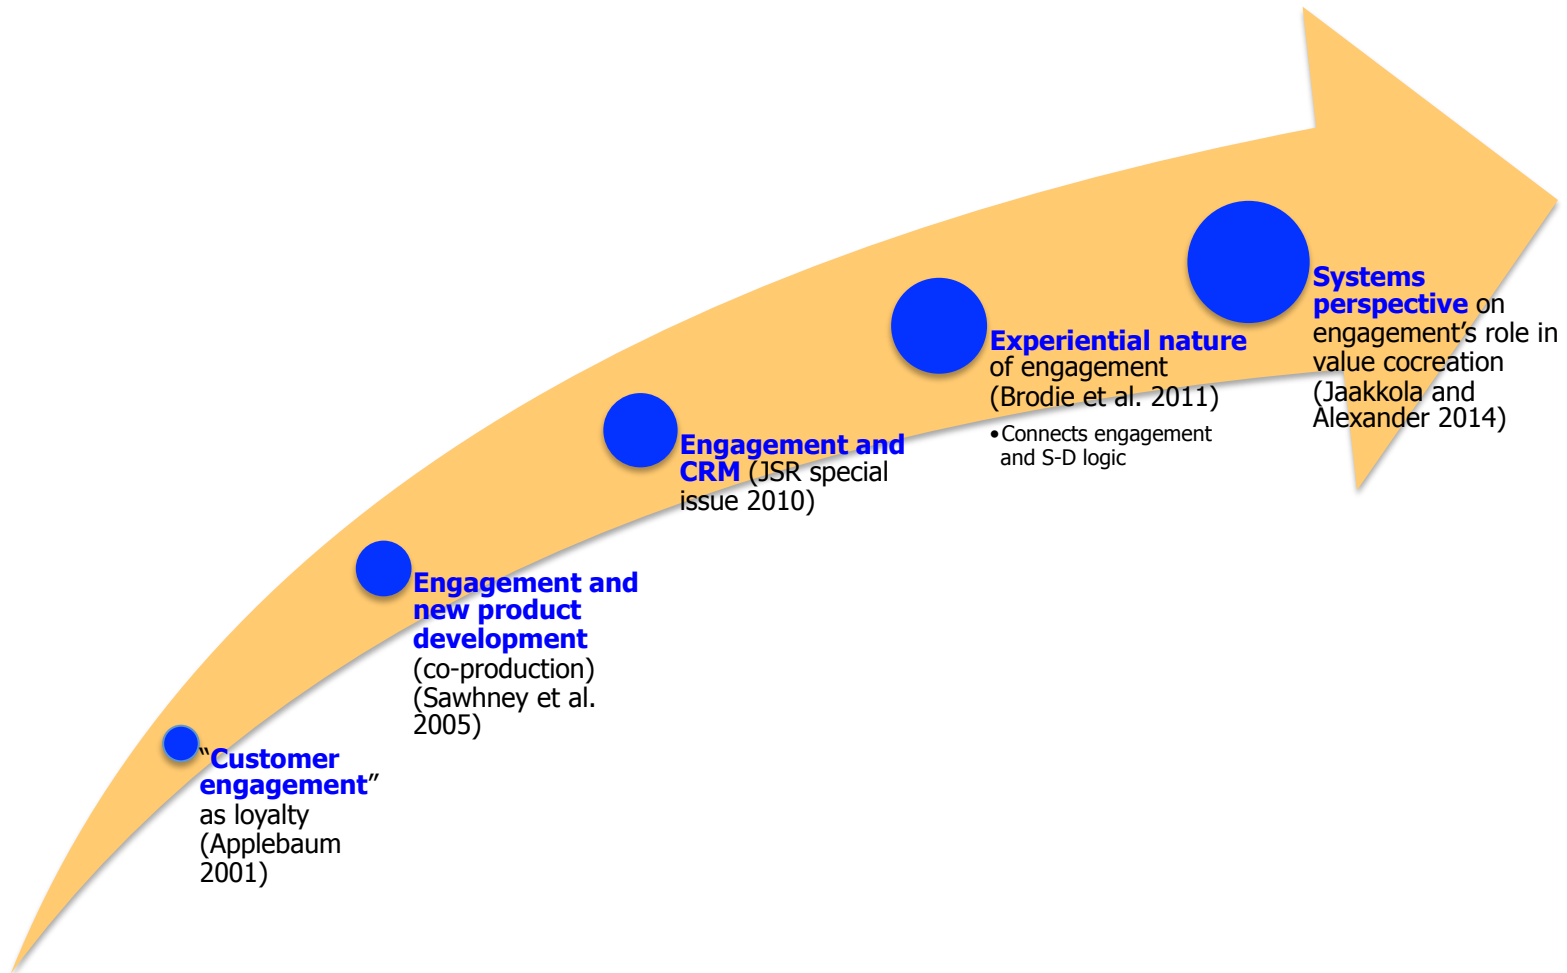 “Customer
engagement”
as loyalty
(Applebaum
2001)
Engagement and
new product
development
(co-production)
(Sawhney et al.
2005)
Engagement and
CRM (JSR special
issue 2010)
Experiential nature
of engagement
(Brodie et al. 2011)
•Connects engagement
and S-D logic
Systems
perspective on
engagement’s role in
value cocreation
(Jaakkola and
Alexander 2014)